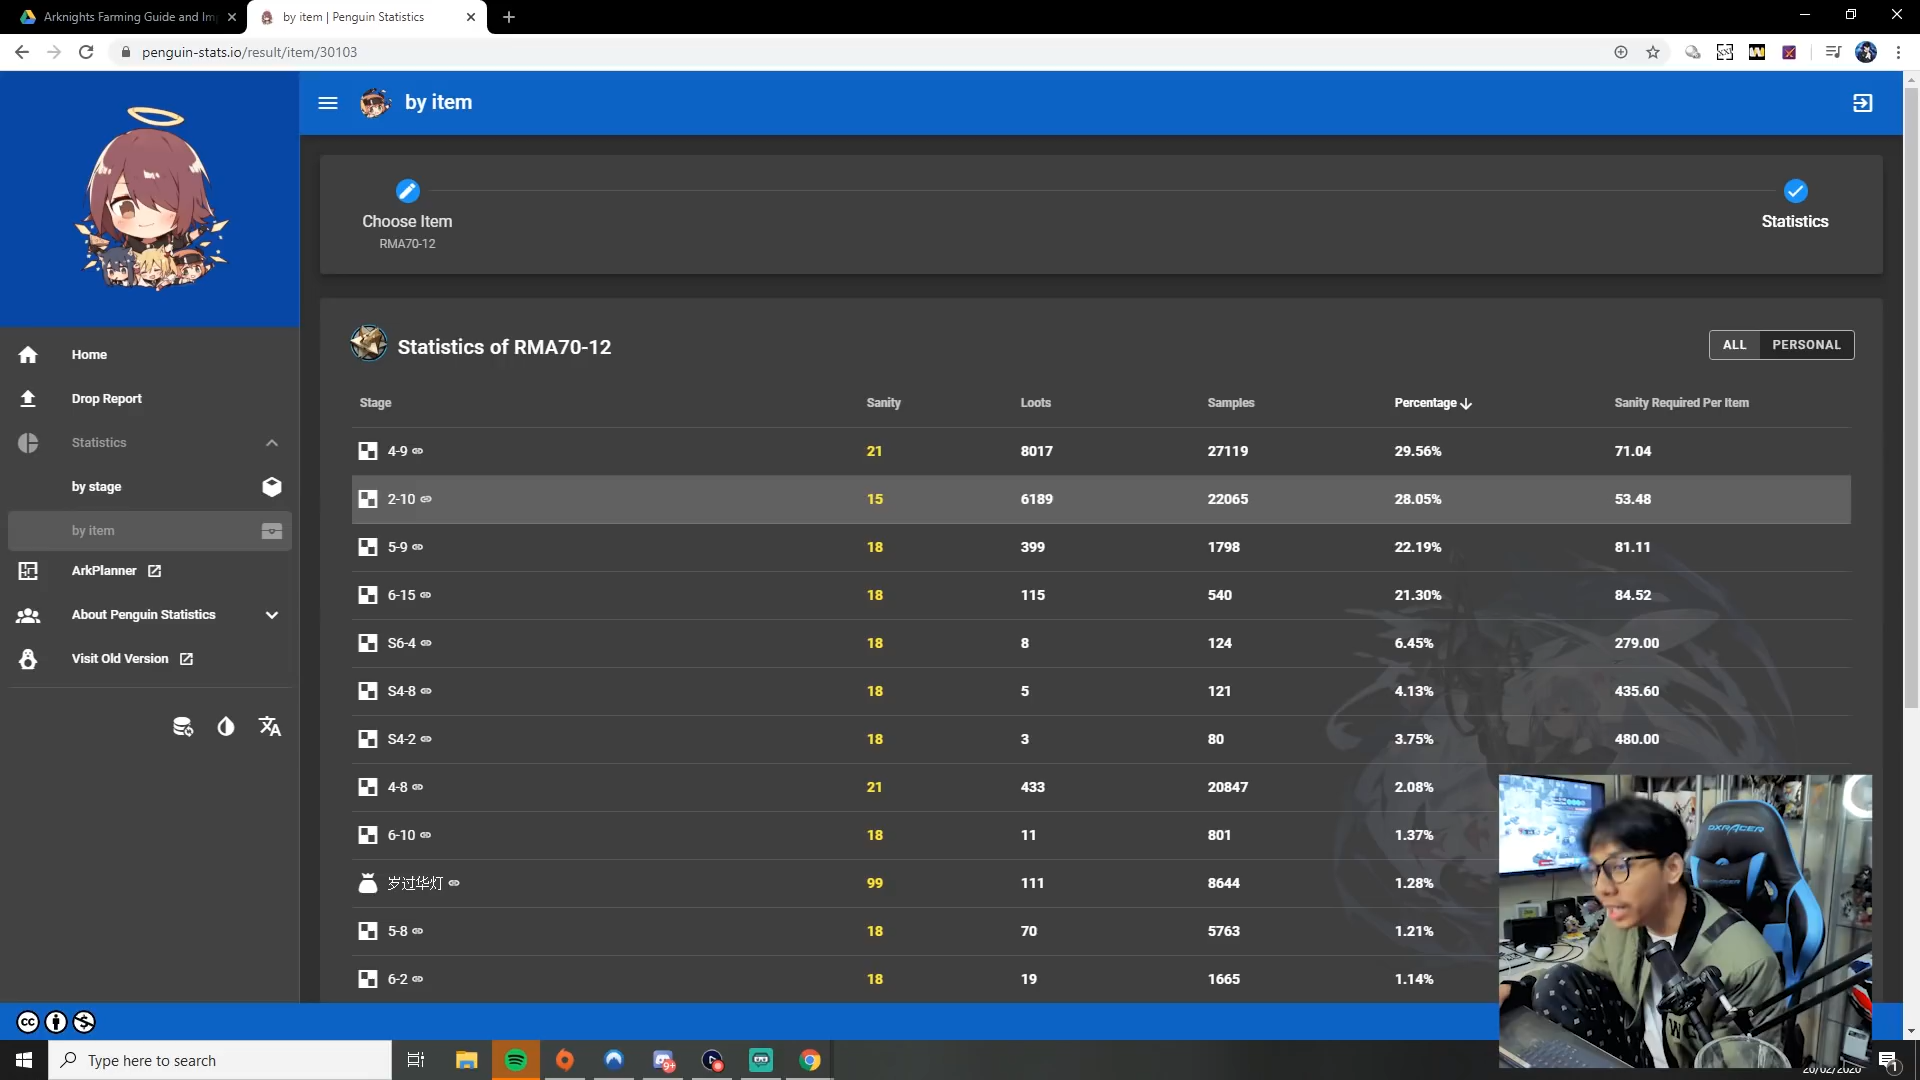 Arknights Farming Guide and Im
by item | Penguin Statistics
penguin-stats.io/result/item/30103
by item
Choose Item
RMA70-12
Statistics
Home
Drop Report
Statistics
by stage
by item
ArkPlanner
About Penguin Statistics
Visit Old Version
Statistics of RMA70-12
ALL PERSONAL
Stage Sanity Loots Samples Percentage Sanity Required Per Item
4-9 21 8017 27119 29.56% 71.04
2-10 15 6189 22065 28.05% 53.48
5-9 18 399 1798 22.19% 81.11
6-15 18 115 540 21.30% 84.52
S6-4 18 8 124 6.45% 279.00
S4-8 18 5 121 4.13% 435.60
S4-2 18 3 80 3.75% 480.00
4-8 21 433 20847 2.08%
6-10 18 11 801 1.37%
岁过华灯 99 111 8644 1.28%
5-8 18 70 5763 1.21%
6-2 18 19 1665 1.14%
DXRACER
Type here to search
9+
20/02/2020
1